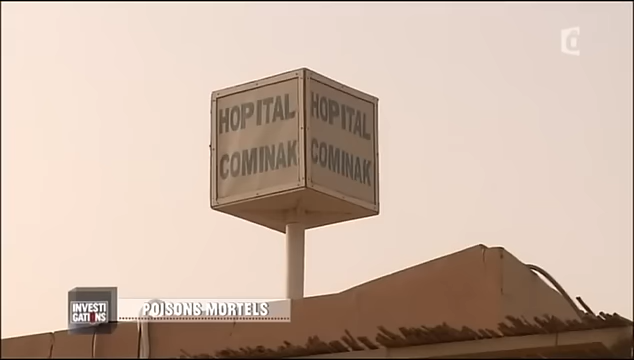 HOPITAL
COMINAK
HOPITAL
COMINAK
INVESTI
GATIONS
POISONS MORTELS